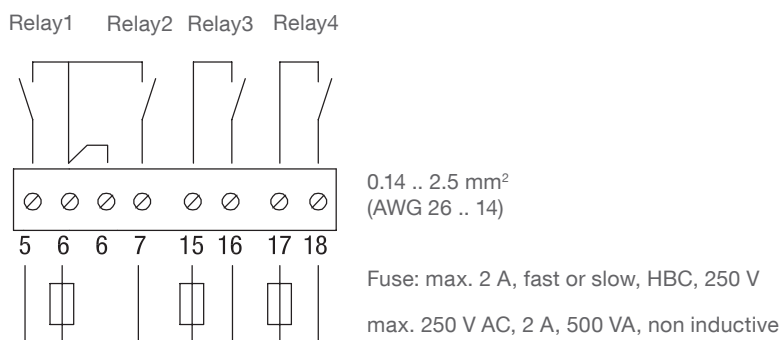 Relay1 Relay2 Relay3 Relay4
0.14 .. 2.5 mm²
(AWG 26 .. 14)
5 6 6 7 15 16 17 18
Fuse: max. 2 A, fast or slow, HBC, 250 V
max. 250 V AC, 2 A, 500 VA, non inductive